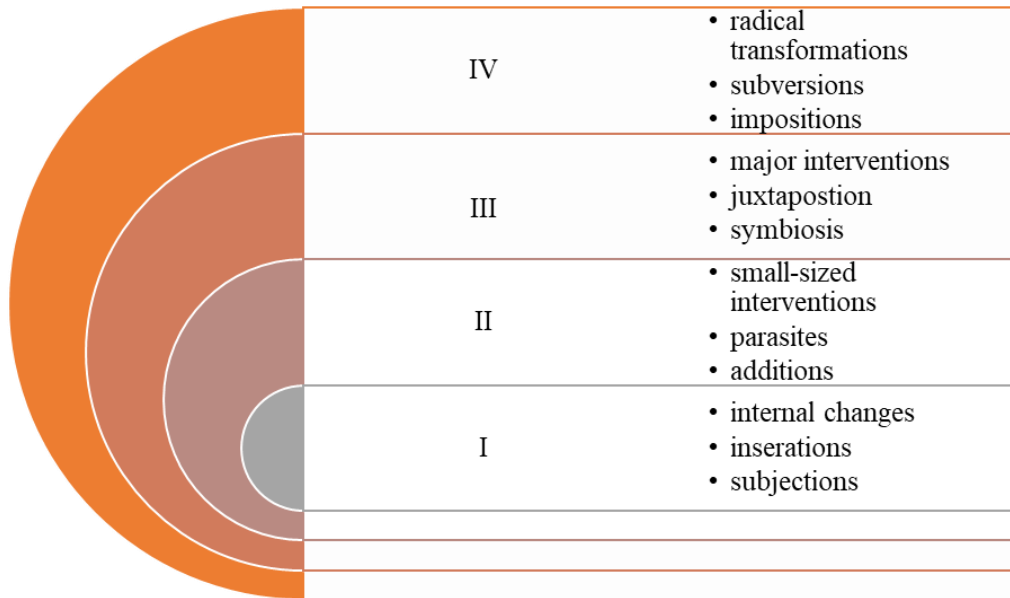 IV
• radical
transformations
• subversions
• impositions
III
• major interventions
• juxtapostion
• symbiosis
II
• small-sized
interventions
• parasites
• additions
I
• internal changes
• inserations
• subjections